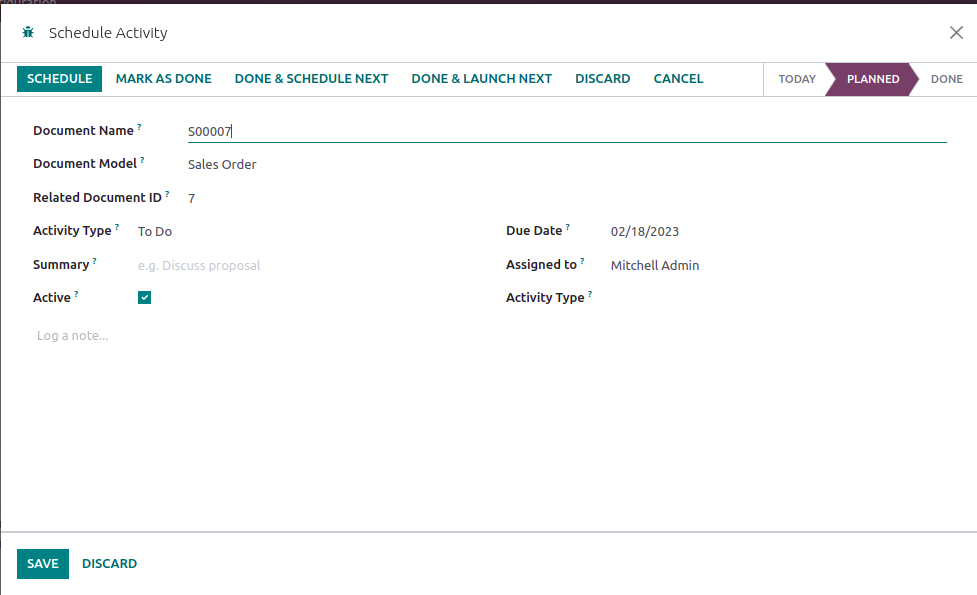 Schedule Activity
SCHEDULE MARK AS DONE DONE & SCHEDULE NEXT DONE & LAUNCH NEXT DISCARD CANCEL TODAY PLANNED DONE
Document Name ? S00007
Document Model ? Sales Order
Related Document ID ? 7
Activity Type ? To Do Due Date ? 02/18/2023
Summary ? e.g. Discuss proposal Assigned to ? Mitchell Admin
Active ? Activity Type ?
Log a note...
SAVE DISCARD